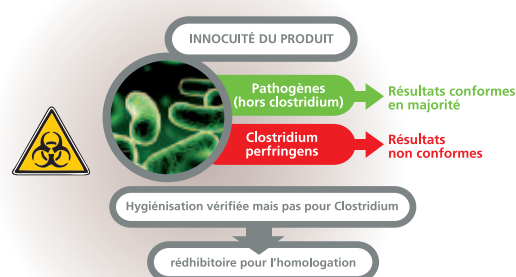 INNOCUITÉ DU PRODUIT
Pathogènes
(hors clostridium)
Résultats conformes
en majorité
Clostridium
perfringens
Résultats
non conformes
Hygiénisation vérifiée mais pas pour Clostridium
rédhibitoire pour l'homologation